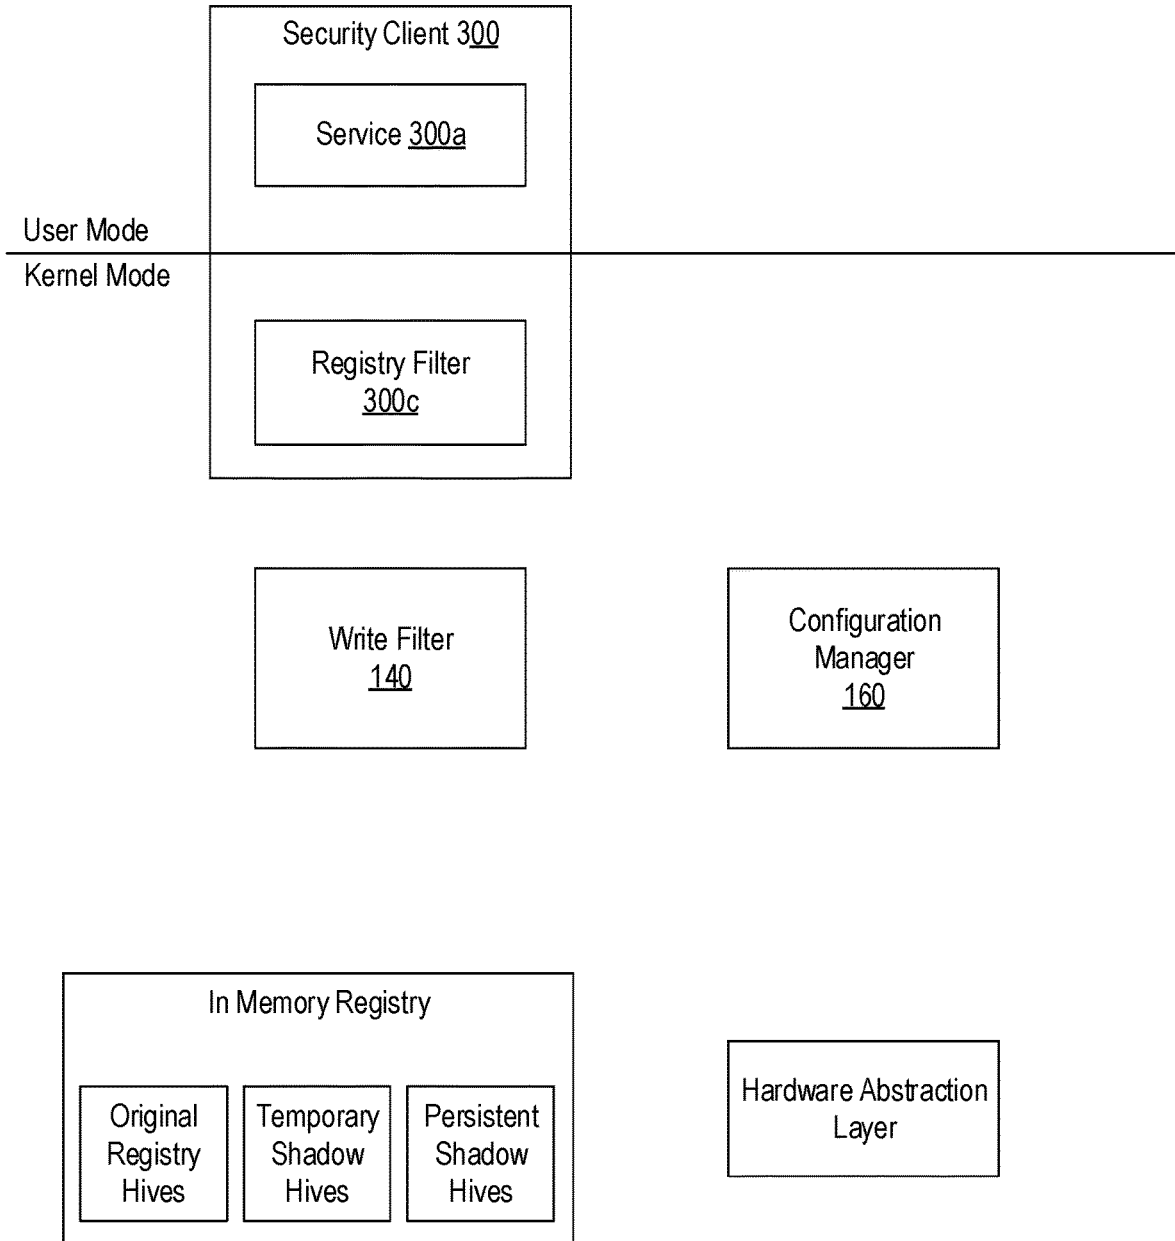 Security Client 300
Service 300a
User Mode
Kernel Mode
Registry Filter
300c
Write Filter
140
Configuration
Manager
160
In Memory Registry
Original
Registry
Hives
Temporary
Shadow
Hives
Persistent
Shadow
Hives
Hardware Abstraction
Layer